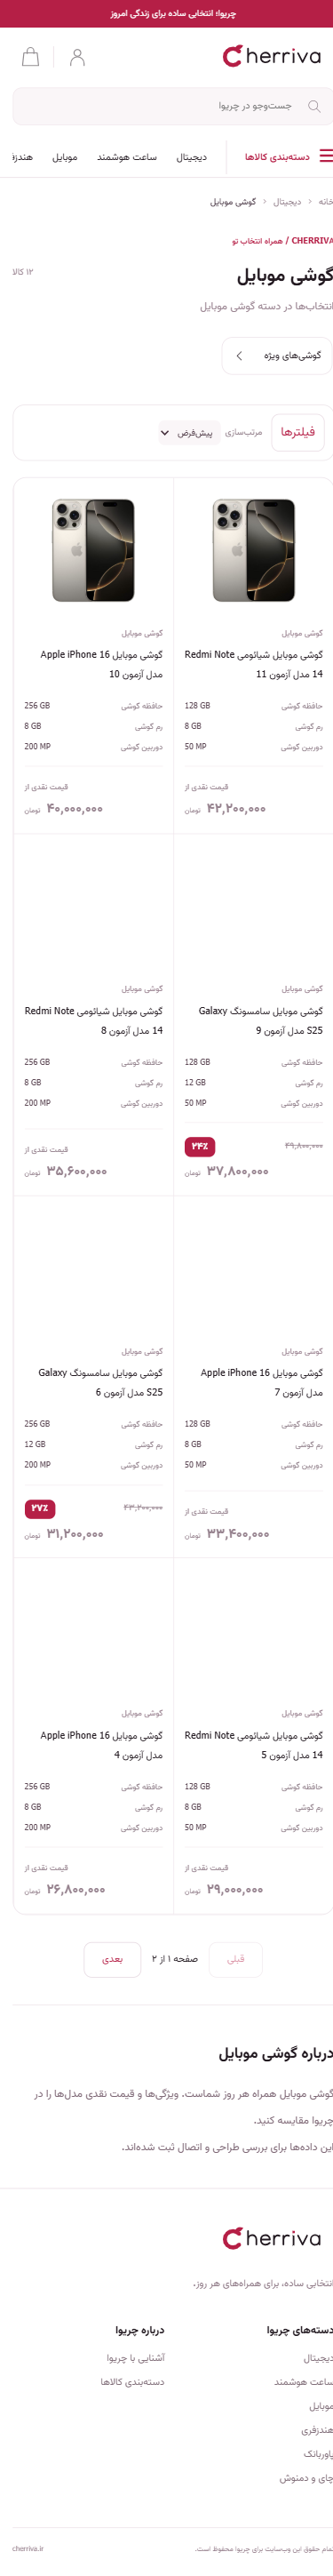 چریوا؛ انتخابی ساده برای زندگی امروز
Cherriva
جست‌وجو در چریوا
دسته‌بندی کالاها
دیجیتال
ساعت هوشمند
موبایل
خانه › دیجیتال › گوشی موبایل
CHERRIVA / همراه انتخاب تو
گوشی موبایل
۱۲ کالا
انتخاب‌ها در دسته گوشی موبایل
گوشی‌های ویژه
فیلترها
مرتب‌سازی
پیش‌فرض
گوشی موبایل
گوشی موبایل شیائومی Redmi Note
14 مدل آزمون 11
حافظه گوشی 128 GB
رم گوشی 8 GB
دوربین گوشی 50 MP
قیمت نقدی از
۴۲,۲۰۰,۰۰۰ تومان
گوشی موبایل
گوشی موبایل Apple iPhone 16
مدل آزمون 10
حافظه گوشی 256 GB
رم گوشی 8 GB
دوربین گوشی 200 MP
قیمت نقدی از
۴۰,۰۰۰,۰۰۰ تومان
گوشی موبایل
گوشی موبایل سامسونگ Galaxy
S25 مدل آزمون 9
حافظه گوشی 128 GB
رم گوشی 12 GB
دوربین گوشی 50 MP
۴۹,۸۰۰,۰۰۰ ۲۴٪
۳۷,۸۰۰,۰۰۰ تومان
گوشی موبایل
گوشی موبایل شیائومی Redmi Note
14 مدل آزمون 8
حافظه گوشی 256 GB
رم گوشی 8 GB
دوربین گوشی 200 MP
قیمت نقدی از
۳۵,۶۰۰,۰۰۰ تومان
گوشی موبایل
گوشی موبایل Apple iPhone 16
مدل آزمون 7
حافظه گوشی 128 GB
رم گوشی 8 GB
دوربین گوشی 50 MP
قیمت نقدی از
۳۳,۴۰۰,۰۰۰ تومان
گوشی موبایل
گوشی موبایل سامسونگ Galaxy
S25 مدل آزمون 6
حافظه گوشی 256 GB
رم گوشی 12 GB
دوربین گوشی 200 MP
۴۳,۲۰۰,۰۰۰ ۲۷٪
۳۱,۲۰۰,۰۰۰ تومان
گوشی موبایل
گوشی موبایل شیائومی Redmi Note
14 مدل آزمون 5
حافظه گوشی 128 GB
رم گوشی 8 GB
دوربین گوشی 50 MP
قیمت نقدی از
۲۹,۰۰۰,۰۰۰ تومان
گوشی موبایل
گوشی موبایل Apple iPhone 16
مدل آزمون 4
حافظه گوشی 256 GB
رم گوشی 8 GB
دوربین گوشی 200 MP
قیمت نقدی از
۲۶,۸۰۰,۰۰۰ تومان
قبلی
صفحه ۱ از ۲
بعدی
درباره گوشی موبایل
گوشی موبایل همراه هر روز شماست. ویژگی‌ها و قیمت نقدی مدل‌ها را در
چریوا مقایسه کنید.
این داده‌ها برای بررسی طراحی و اتصال ثبت شده‌اند.
Cherriva
انتخابی ساده، برای همراه‌های هر روز.
دسته‌های چریوا
دیجیتال
ساعت هوشمند
موبایل
هندزفری
پاوربانک
چای و دمنوش
درباره چریوا
آشنایی با چریوا
دسته‌بندی کالاها
تمام حقوق این وب‌سایت برای چریوا محفوظ است.
cherriva.ir